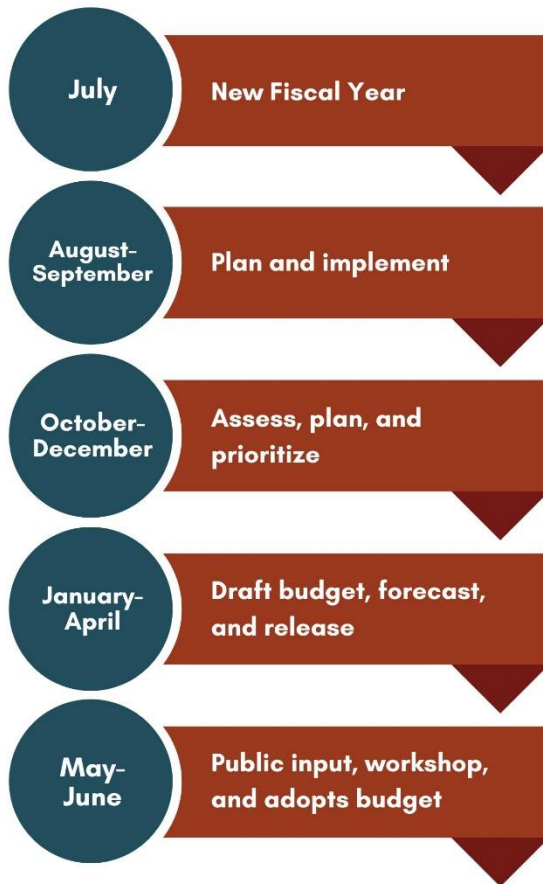 July
New Fiscal Year
August-
September
Plan and implement
October-
December
Assess, plan, and
prioritize
January-
April
Draft budget, forecast,
and release
May-
June
Public input, workshop,
and adopts budget